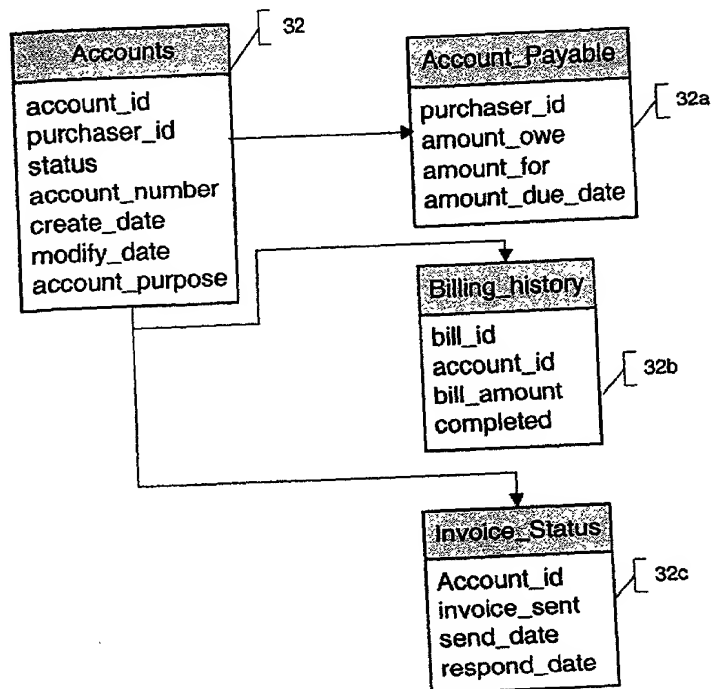 Accounts
32
account_id
purchaser_id
status
account_number
create_date
modify_date
account_purpose
Account_Payable
32a
purchaser_id
amount_owe
amount_for
amount_due_date
Billing_history
bill_id
account_id
bill_amount
completed
32b
Invoice_Status
Account_id
invoice_sent
send_date
respond_date
32c